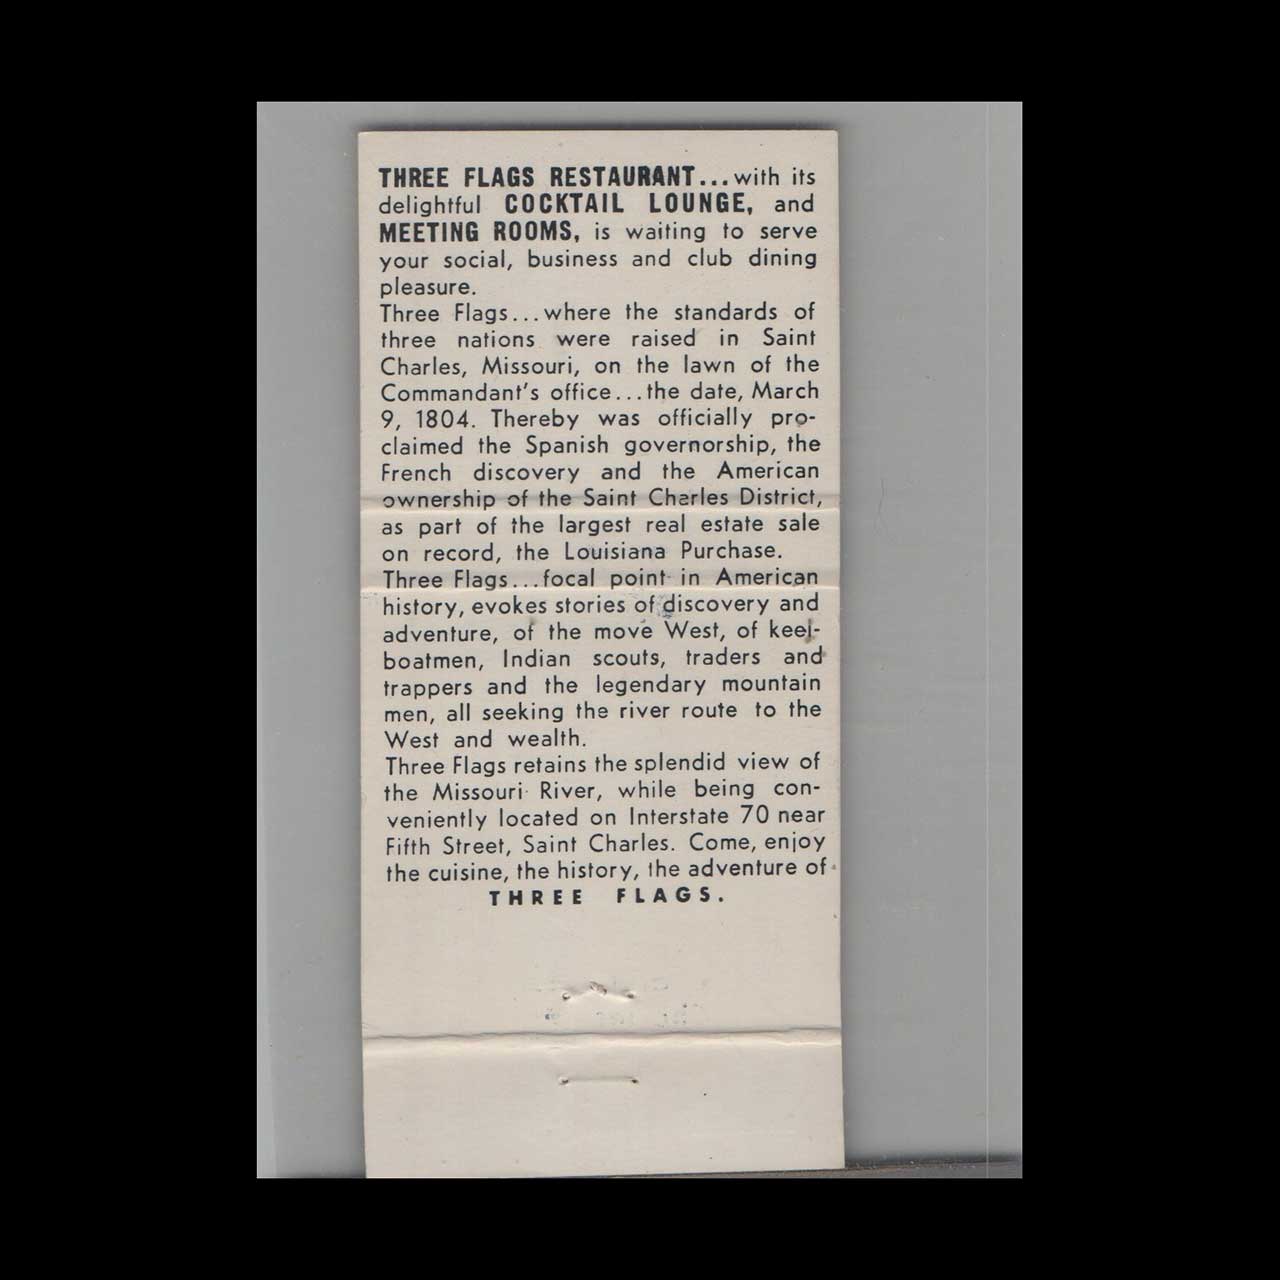 THREE FLAGS RESTAURANT...with its
delightful COCKTAIL LOUNGE, and
MEETING ROOMS, is waiting to serve
your social, business and club dining
pleasure.
Three Flags...where the standards of
three nations were raised in Saint
Charles, Missouri, on the lawn of the
Commandant's office...the date, March
9, 1804. Thereby was officially pro-
claimed the Spanish governorship, the
French discovery and the American
ownership of the Saint Charles District,
as part of the largest real estate sale
on record, the Louisiana Purchase.
Three Flags...focal point in American
history, evokes stories of discovery and
adventure, of the move West, of keel-
boatmen, Indian scouts, traders and
trappers and the legendary mountain
men, all seeking the river route to the
West and wealth.
Three Flags retains the splendid view of
the Missouri River, while being con-
veniently located on Interstate 70 near
Fifth Street, Saint Charles. Come, enjoy
the cuisine, the history, the adventure of
THREE FLAGS.